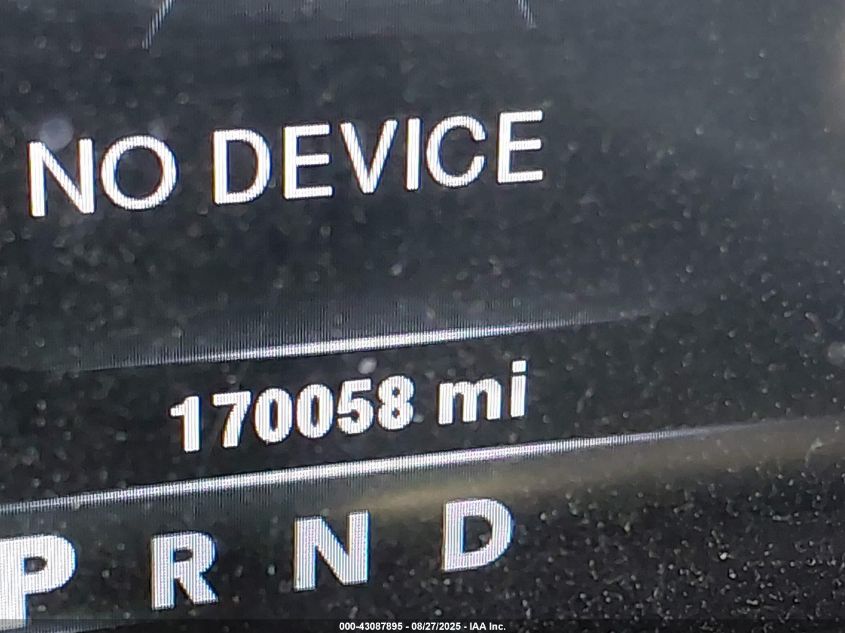 NO DEVICE
170058 mi
P R N D
000-43087895 - 08/27/2025 - IAA Inc.